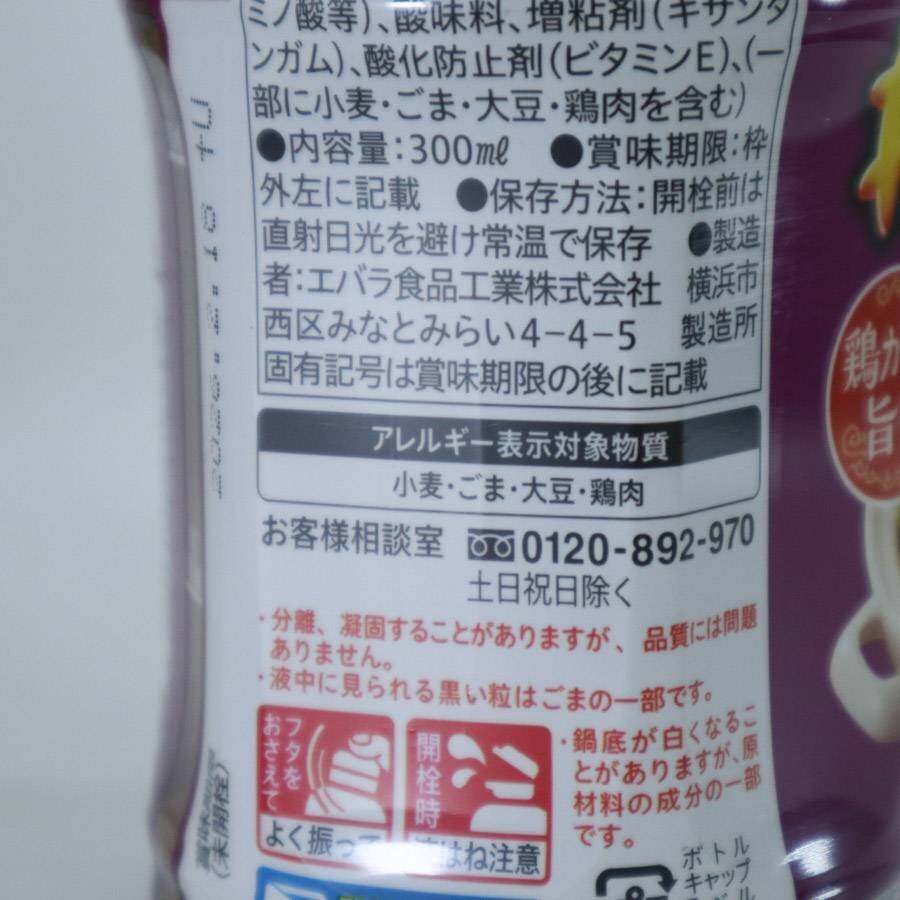 ミノ酸等)、酸味料、増粘剤(キサンタ
ンガム)、酸化防止剤(ビタミンE)、(一
部に小麦・ごま・大豆・鶏肉を含む)
●内容量:300㎖ ●賞味期限:枠
外左に記載 ●保存方法:開栓前は
直射日光を避け常温で保存 ●製造
者:エバラ食品工業株式会社 横浜市
西区みなとみらい4-4-5 製造所
固有記号は賞味期限の後に記載
アレルギー表示対象物質
小麦・ごま・大豆・鶏肉
お客様相談室 0120-892-970
土日祝日除く
・分離、凝固することがありますが、品質には問題
ありません。
・液中に見られる黒い粒はごまの一部です。
フタを
おさえて
よく振って
開栓時
液はね注意
・鍋底が白くなるこ
とがありますが、原
材料の成分の一部
です。
ボトル
キャップ
賞味期限
(未開栓)
鶏が
旨